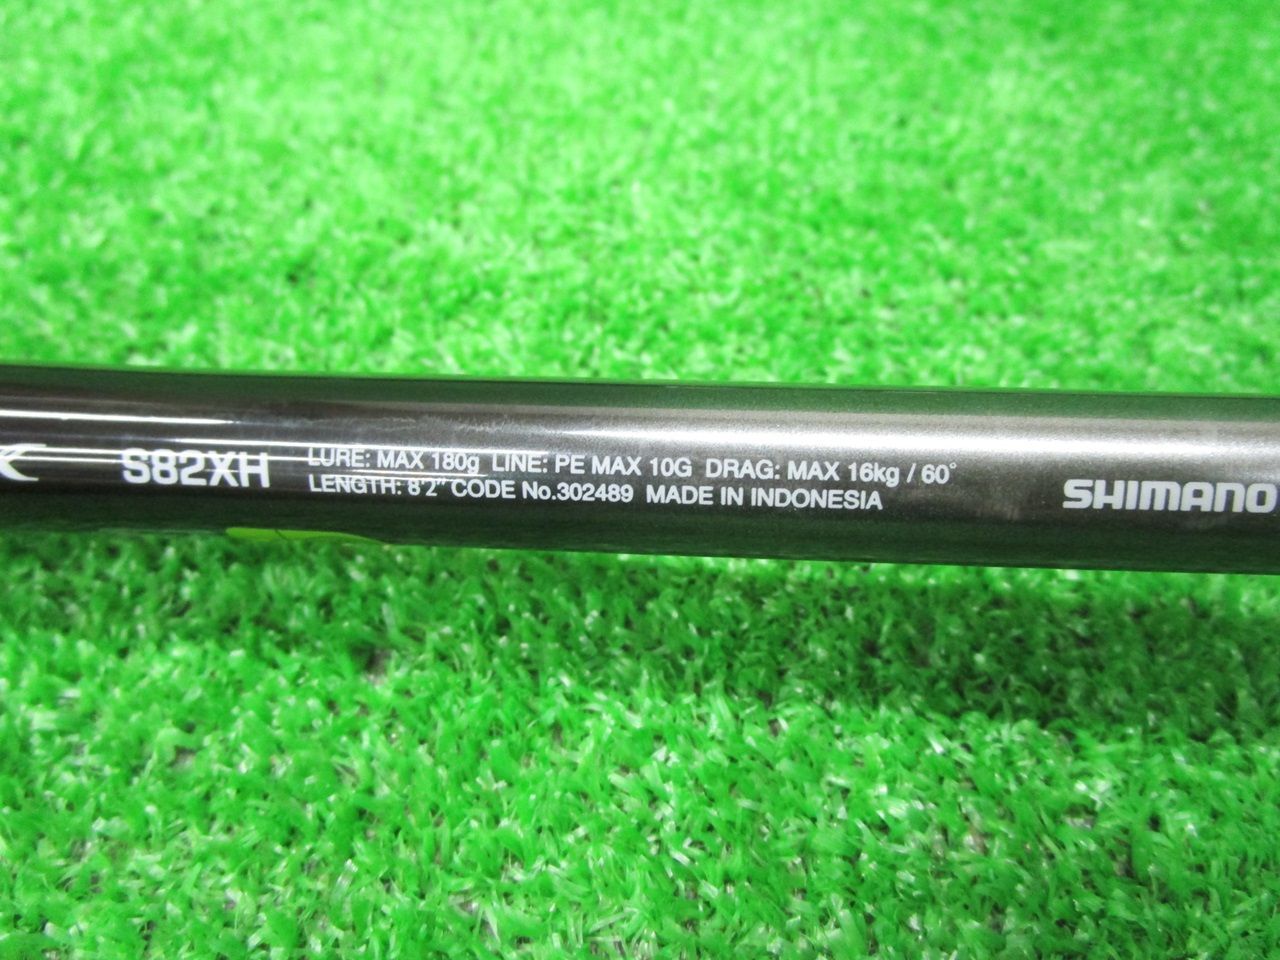 S82XH
LURE: MAX 180g LINE: PE MAX 10G DRAG: MAX 16kg / 60°
LENGTH: 8'2" CODE No.302489 MADE IN INDONESIA
SHIMANO